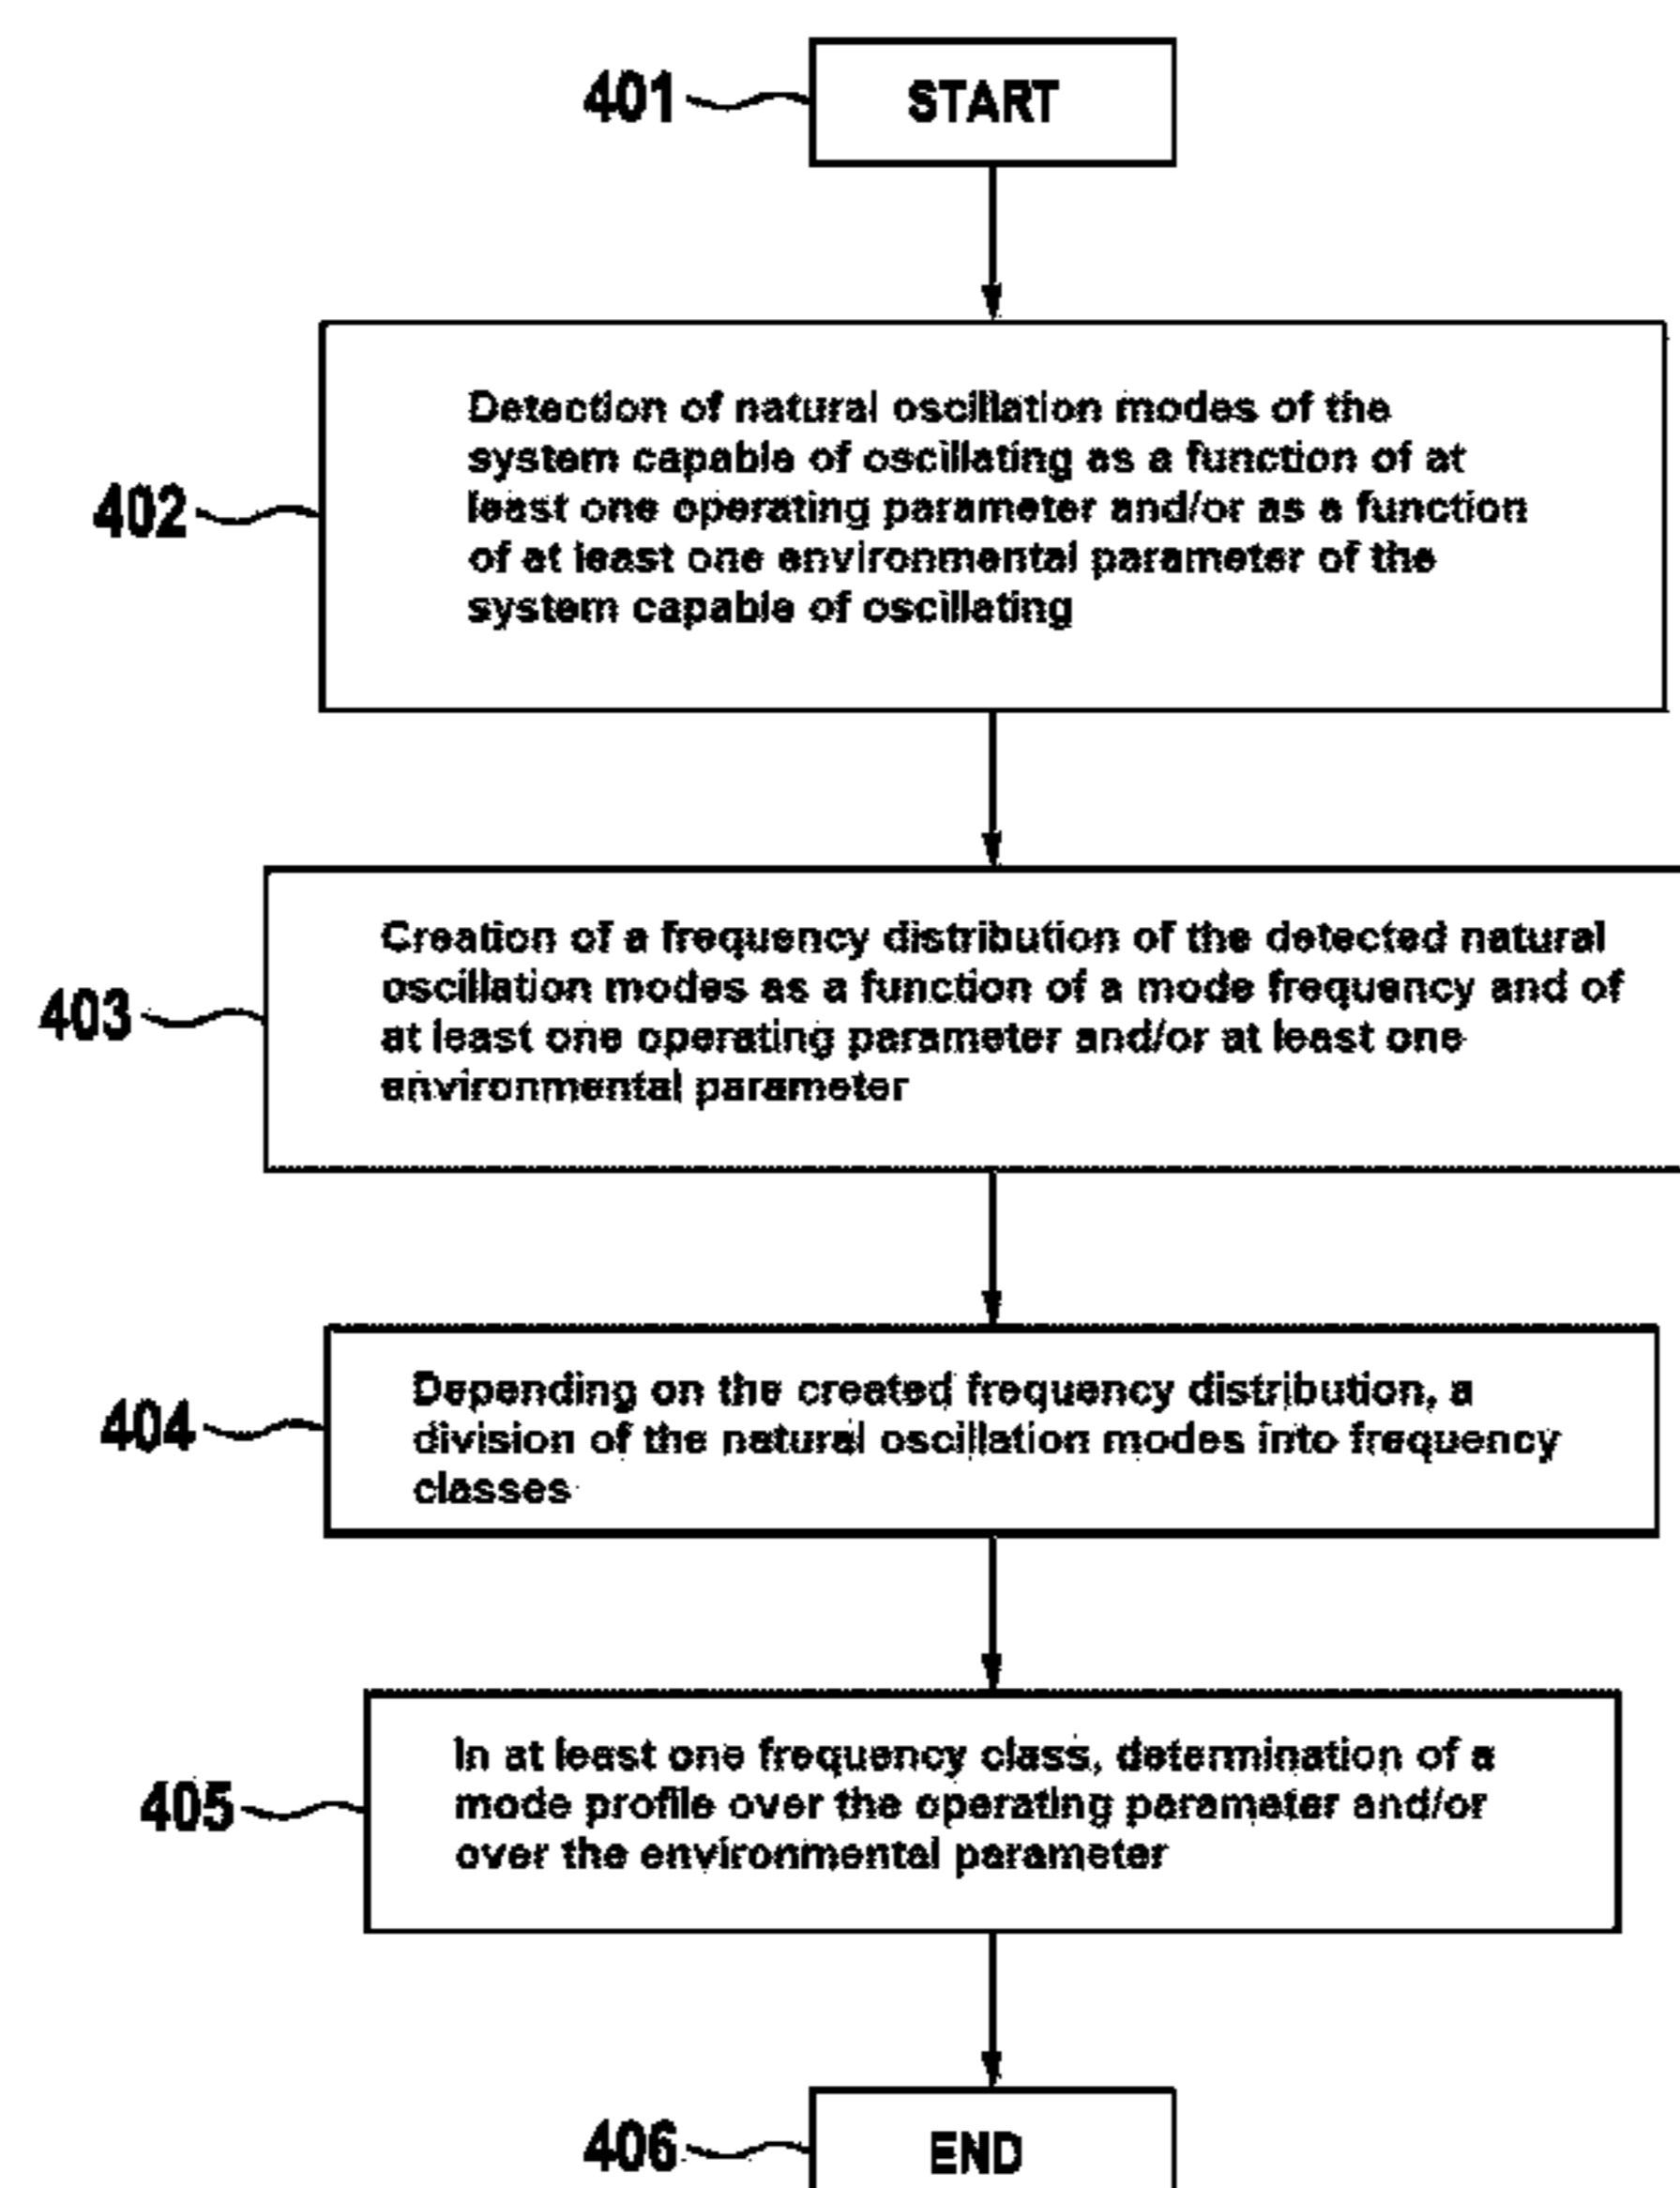 401
START
402
Detection of natural oscillation modes of the
system capable of oscillating as a function of at
least one operating parameter and/or as a function
of at least one environmental parameter of the
system capable of oscillating
403
Creation of a frequency distribution of the detected natural
oscillation modes as a function of a mode frequency and of
at least one operating parameter and/or at least one
environmental parameter
404
Depending on the created frequency distribution, a
division of the natural oscillation modes into frequency
classes
405
In at least one frequency class, determination of a
mode profile over the operating parameter and/or
over the environmental parameter
406
END